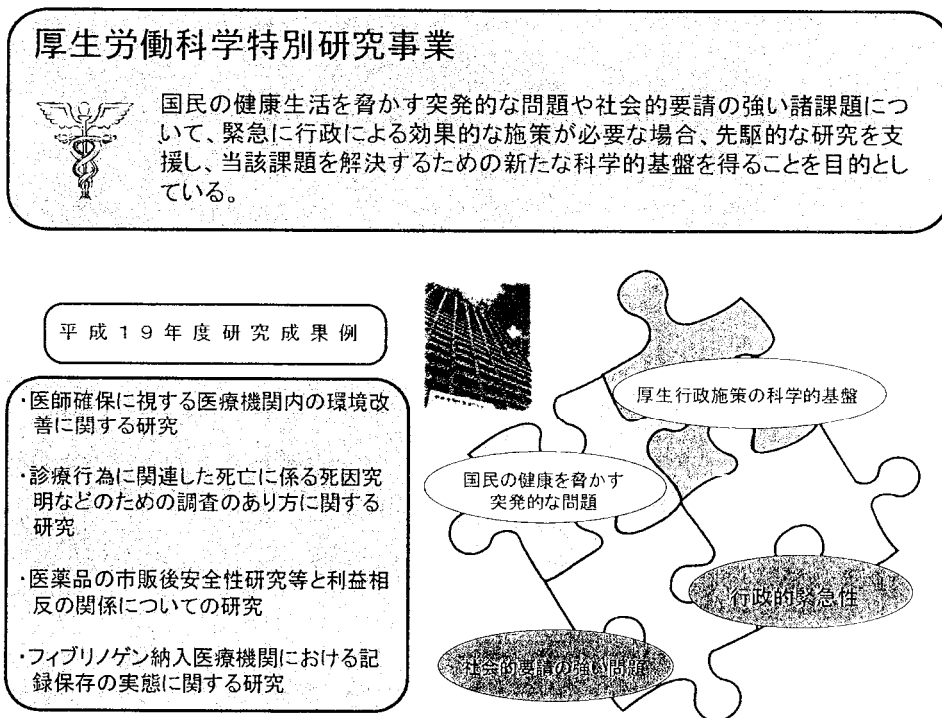 厚生労働科学特別研究事業
国民の健康生活を脅かす突発的な問題や社会的要請の強い諸課題につ
いて、緊急に行政による効果的な施策が必要な場合、先駆的な研究を支
援し、当該課題を解決するための新たな科学的基盤を得ることを目的とし
ている。
平成19年度研究成果例
・医師確保に視する医療機関内の環境改
善に関する研究
・診療行為に関連した死亡に係る死因究
明などのための調査のあり方に関する
研究
・医薬品の市販後安全性研究等と利益相
反の関係についての研究
・フィブリノゲン納入医療機関における記
録保存の実態に関する研究
厚生行政施策の科学的基盤
国民の健康を脅かす
突発的な問題
行政的緊急性
社会的要請の強い問題